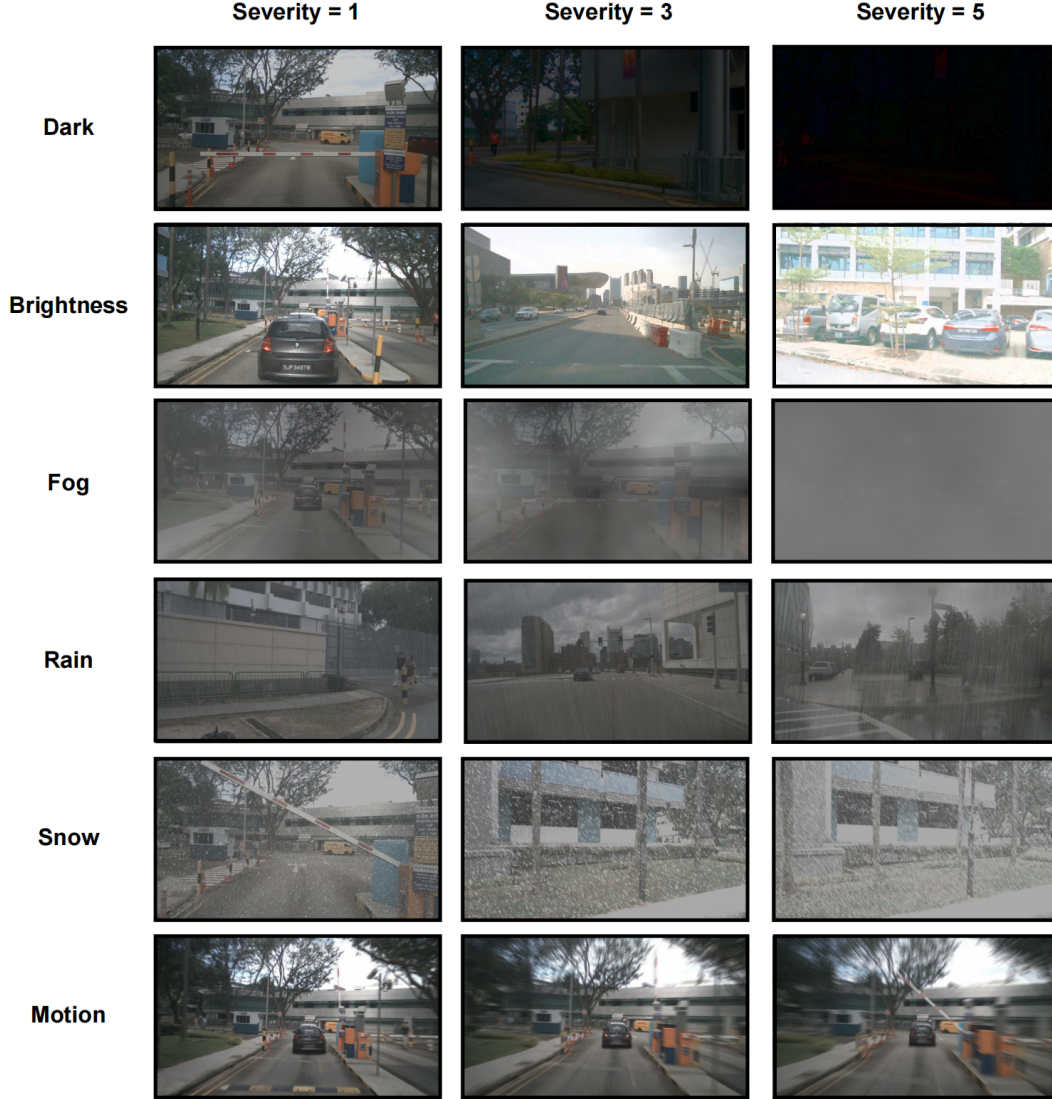 Severity = 1 Severity = 3 Severity = 5
Dark
Brightness
Fog
Rain
Snow
Motion